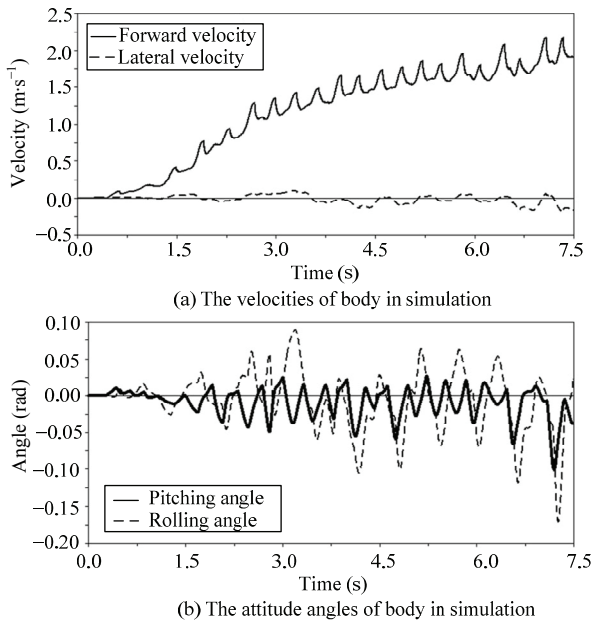 2.5
2.0
1.5
1.0
0.5
0.0
−0.5
Velocity (m·s⁻¹)
Forward velocity
Lateral velocity
0.0 1.5 3.0 4.5 6.0 7.5
Time (s)
(a) The velocities of body in simulation
0.10
0.05
0.00
−0.05
−0.10
−0.15
−0.20
Angle (rad)
Pitching angle
Rolling angle
0.0 1.5 3.0 4.5 6.0 7.5
Time (s)
(b) The attitude angles of body in simulation